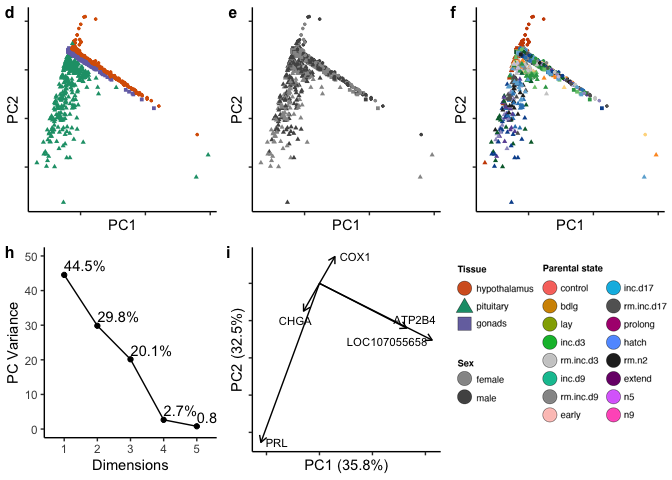 d
e
f
PC2
PC2
PC2
PC1
PC1
PC1
h
i
50
40
30
20
10
0
PC Variance
44.5%
29.8%
20.1%
2.7%
0.8
1
2
3
4
5
Dimensions
PC2 (32.5%)
COX1
CHGA
ATP2B4
LOC107055658
PRL
PC1 (35.8%)
Tissue
hypothalamus
pituitary
gonads
Sex
female
male
Parental state
control
bdlg
lay
inc.d3
rm.inc.d3
inc.d9
rm.inc.d9
early
inc.d17
rm.inc.d17
prolong
hatch
rm.n2
extend
n5
n9